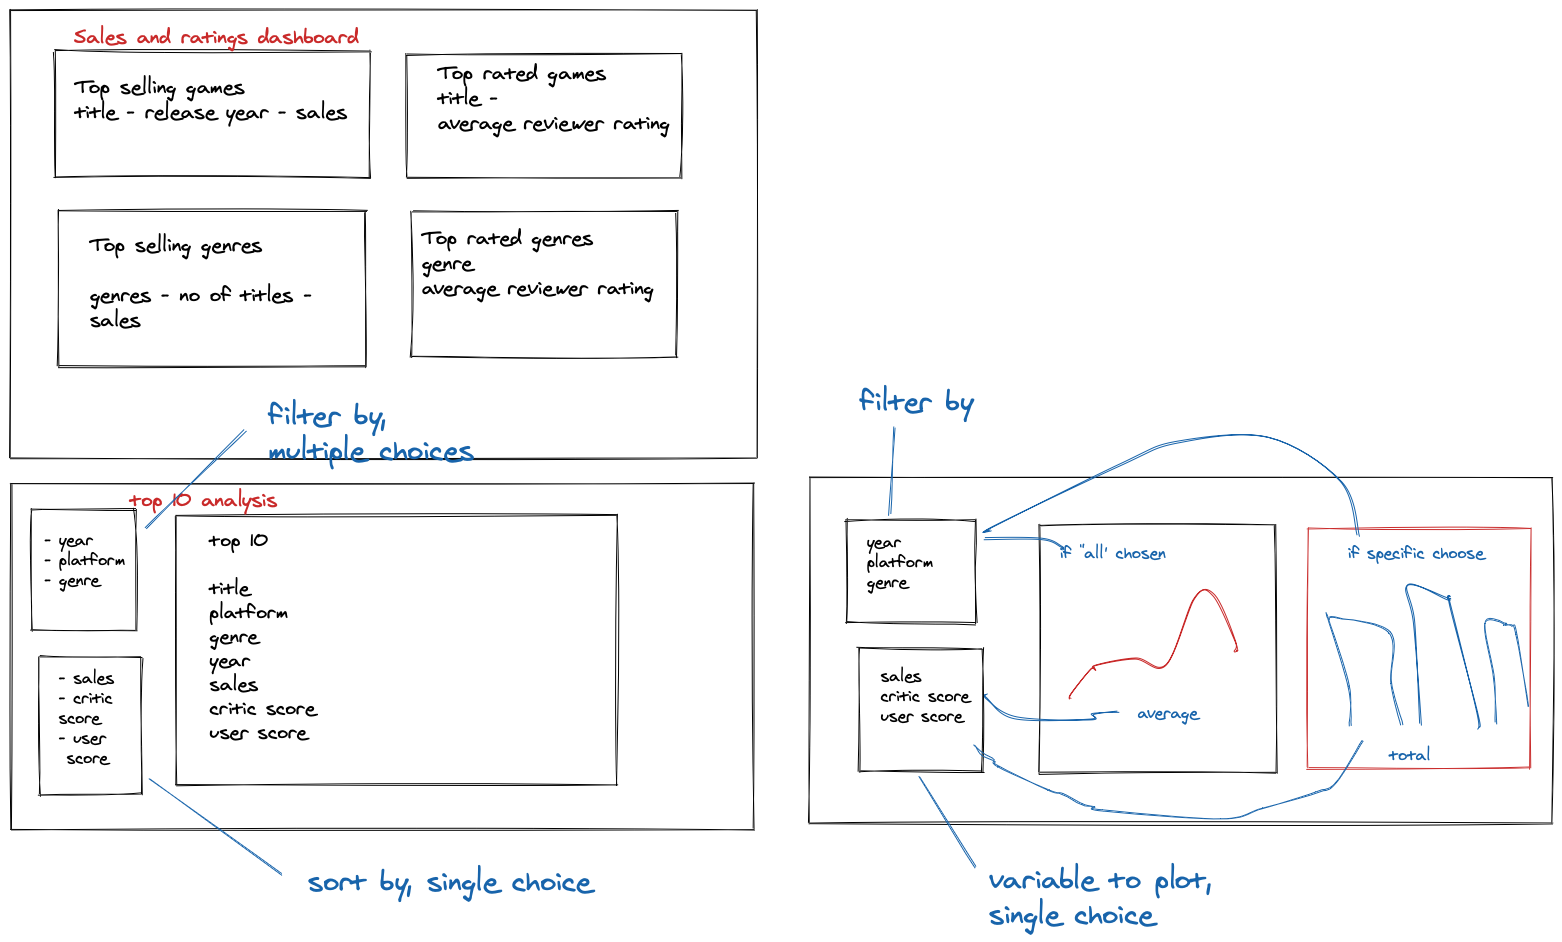 Sales and ratings dashboard
Top selling games
title - release year - sales
Top rated games
title -
average reviewer rating
Top selling genres
genres - no of titles -
sales
Top rated genres
genre
average reviewer rating
filter by,
multiple choices
top 10 analysis
- year
- platform
- genre
- sales
- critic
score
- user
score
top 10
title
platform
genre
year
sales
critic score
user score
sort by, single choice
filter by
year
platform
genre
sales
critic score
user score
if "all' chosen
average
if specific choose
total
variable to plot,
single choice